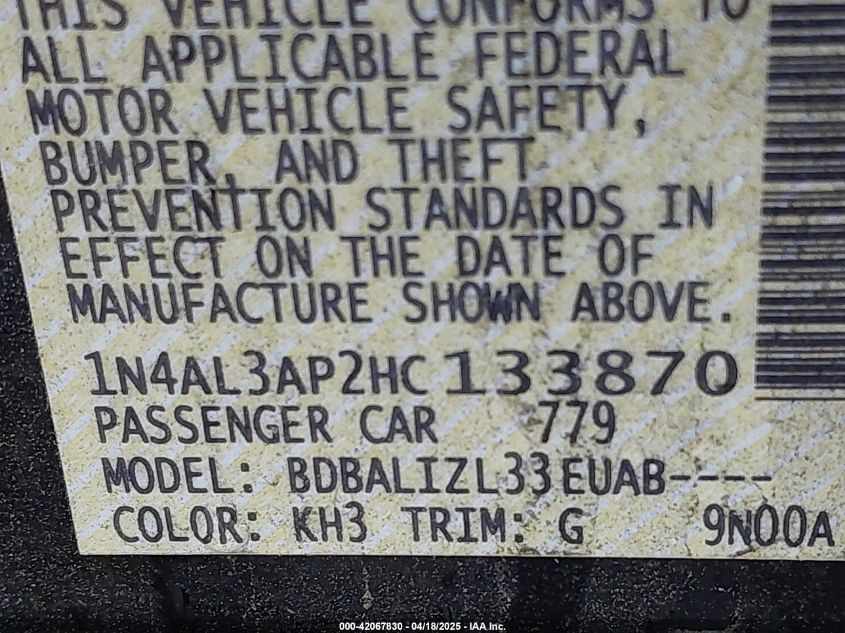 THIS VEHICLE CONFORMS TO
ALL APPLICABLE FEDERAL
MOTOR VEHICLE SAFETY,
BUMPER, AND THEFT
PREVENTION STANDARDS IN
EFFECT ON THE DATE OF
MANUFACTURE SHOWN ABOVE.
1N4AL3AP2HC133870
PASSENGER CAR 779
MODEL: BDBALIZL33EUAB----
COLOR: KH3 TRIM: G 9N00A
000-42067830 - 04/18/2025 - IAA Inc.